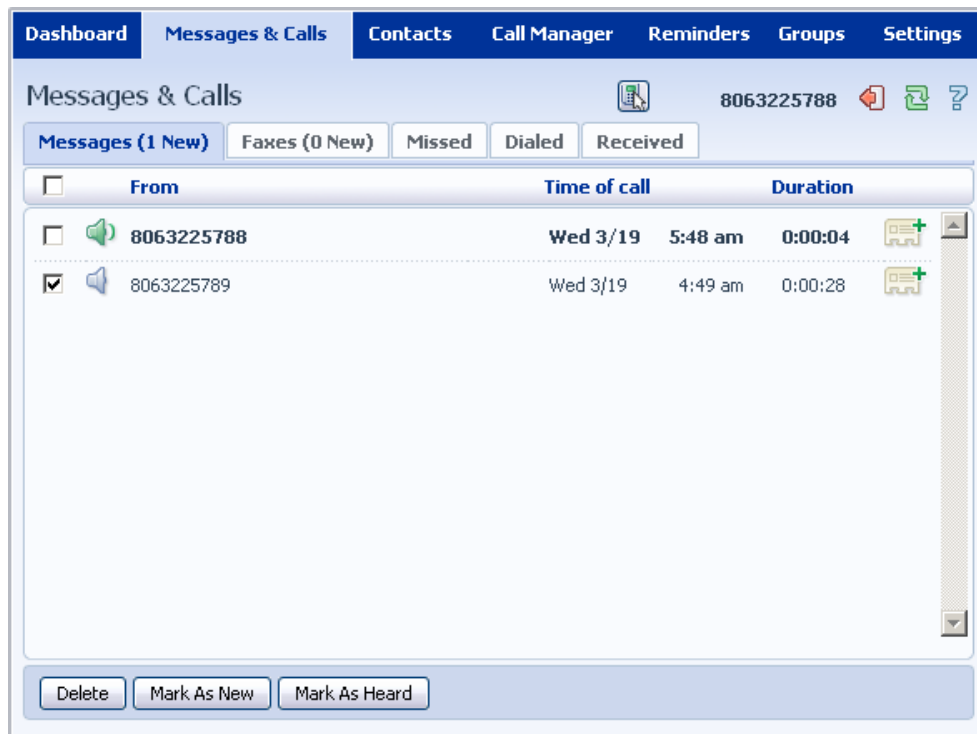 Dashboard Messages & Calls Contacts Call Manager Reminders Groups Settings
Messages & Calls 8063225788
Messages (1 New) Faxes (0 New) Missed Dialed Received
From Time of call Duration
8063225788 Wed 3/19 5:48 am 0:00:04
8063225789 Wed 3/19 4:49 am 0:00:28
Delete Mark As New Mark As Heard